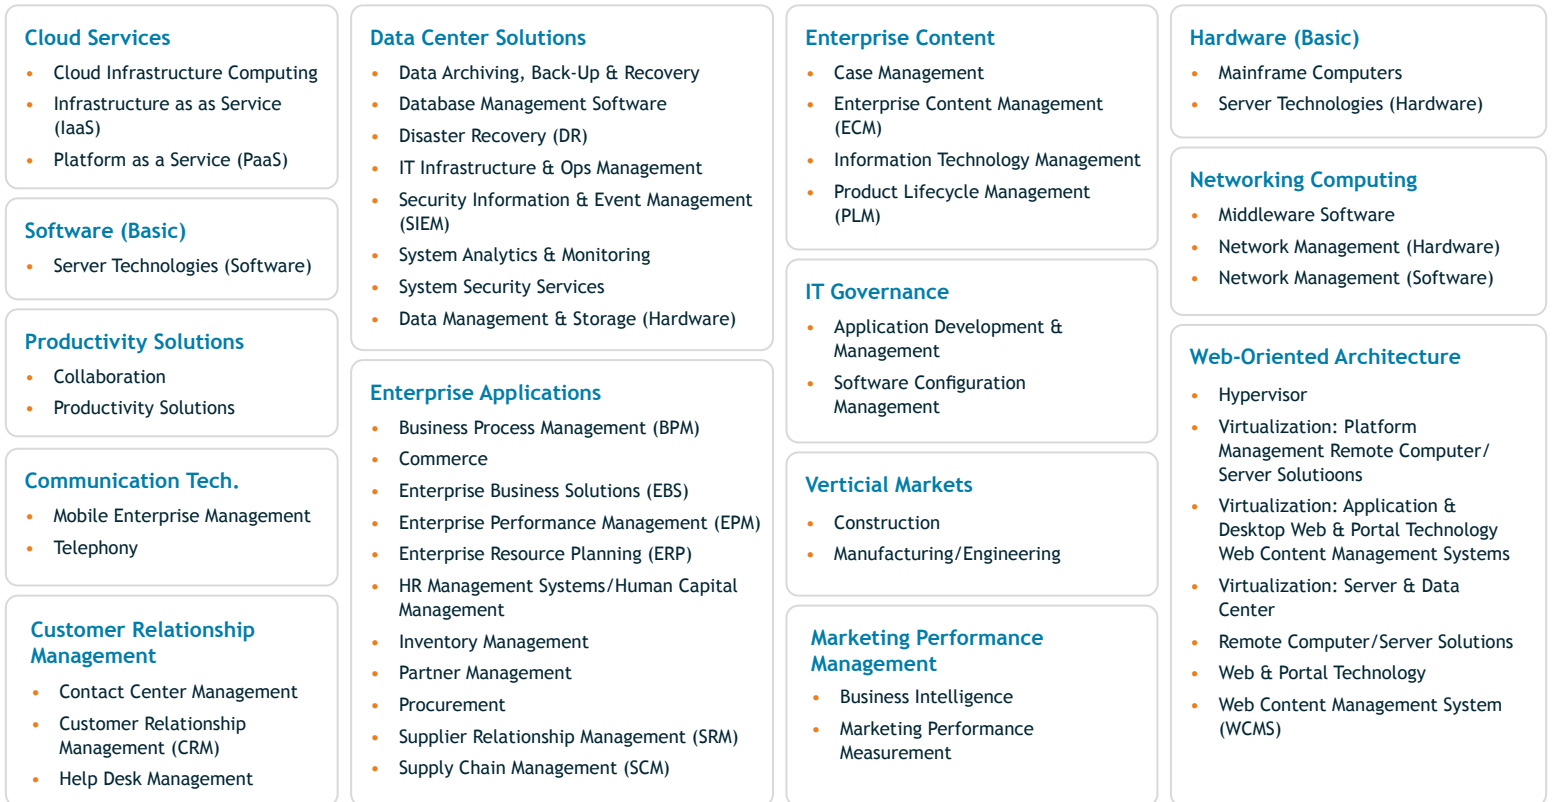 Cloud Services
Cloud Infrastructure Computing
Infrastructure as as Service
(IaaS)
Platform as a Service (PaaS)
Software (Basic)
Server Technologies (Software)
Productivity Solutions
Collaboration
Productivity Solutions
Communication Tech.
Mobile Enterprise Management
Telephony
Customer Relationship
Management
Contact Center Management
Customer Relationship
Management (CRM)
Help Desk Management
Data Center Solutions
Data Archiving, Back-Up & Recovery
Database Management Software
Disaster Recovery (DR)
IT Infrastructure & Ops Management
Security Information & Event Management
(SIEM)
System Analytics & Monitoring
System Security Services
Data Management & Storage (Hardware)
Enterprise Applications
Business Process Management (BPM)
Commerce
Enterprise Business Solutions (EBS)
Enterprise Performance Management (EPM)
Enterprise Resource Planning (ERP)
HR Management Systems/Human Capital
Management
Inventory Management
Partner Management
Procurement
Supplier Relationship Management (SRM)
Supply Chain Management (SCM)
Enterprise Content
Case Management
Enterprise Content Management
(ECM)
Information Technology Management
Product Lifecycle Management
(PLM)
IT Governance
Application Development &
Management
Software Configuration
Management
Verticial Markets
Construction
Manufacturing/Engineering
Marketing Performance
Management
Business Intelligence
Marketing Performance
Measurement
Hardware (Basic)
Mainframe Computers
Server Technologies (Hardware)
Networking Computing
Middleware Software
Network Management (Hardware)
Network Management (Software)
Web-Oriented Architecture
Hypervisor
Virtualization: Platform
Management Remote Computer/
Server Solutioons
Virtualization: Application &
Desktop Web & Portal Technology
Web Content Management Systems
Virtualization: Server & Data
Center
Remote Computer/Server Solutions
Web & Portal Technology
Web Content Management System
(WCMS)